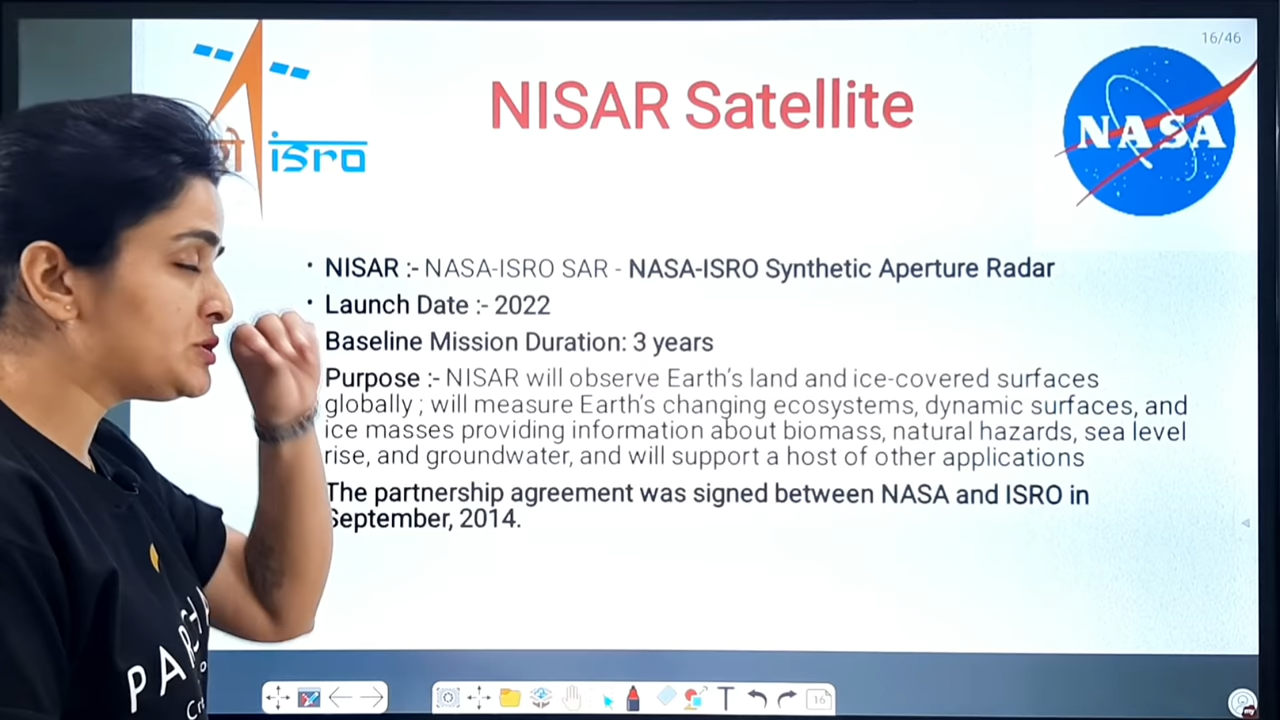 16/46
NISAR Satellite
isro
NASA
• NISAR :- NASA-ISRO SAR - NASA-ISRO Synthetic Aperture Radar
• Launch Date :- 2022
Baseline Mission Duration: 3 years
Purpose :- NISAR will observe Earth's land and ice-covered surfaces
globally ; will measure Earth's changing ecosystems, dynamic surfaces, and
ice masses providing information about biomass, natural hazards, sea level
rise, and groundwater, and will support a host of other applications
The partnership agreement was signed between NASA and ISRO in
September, 2014.
16